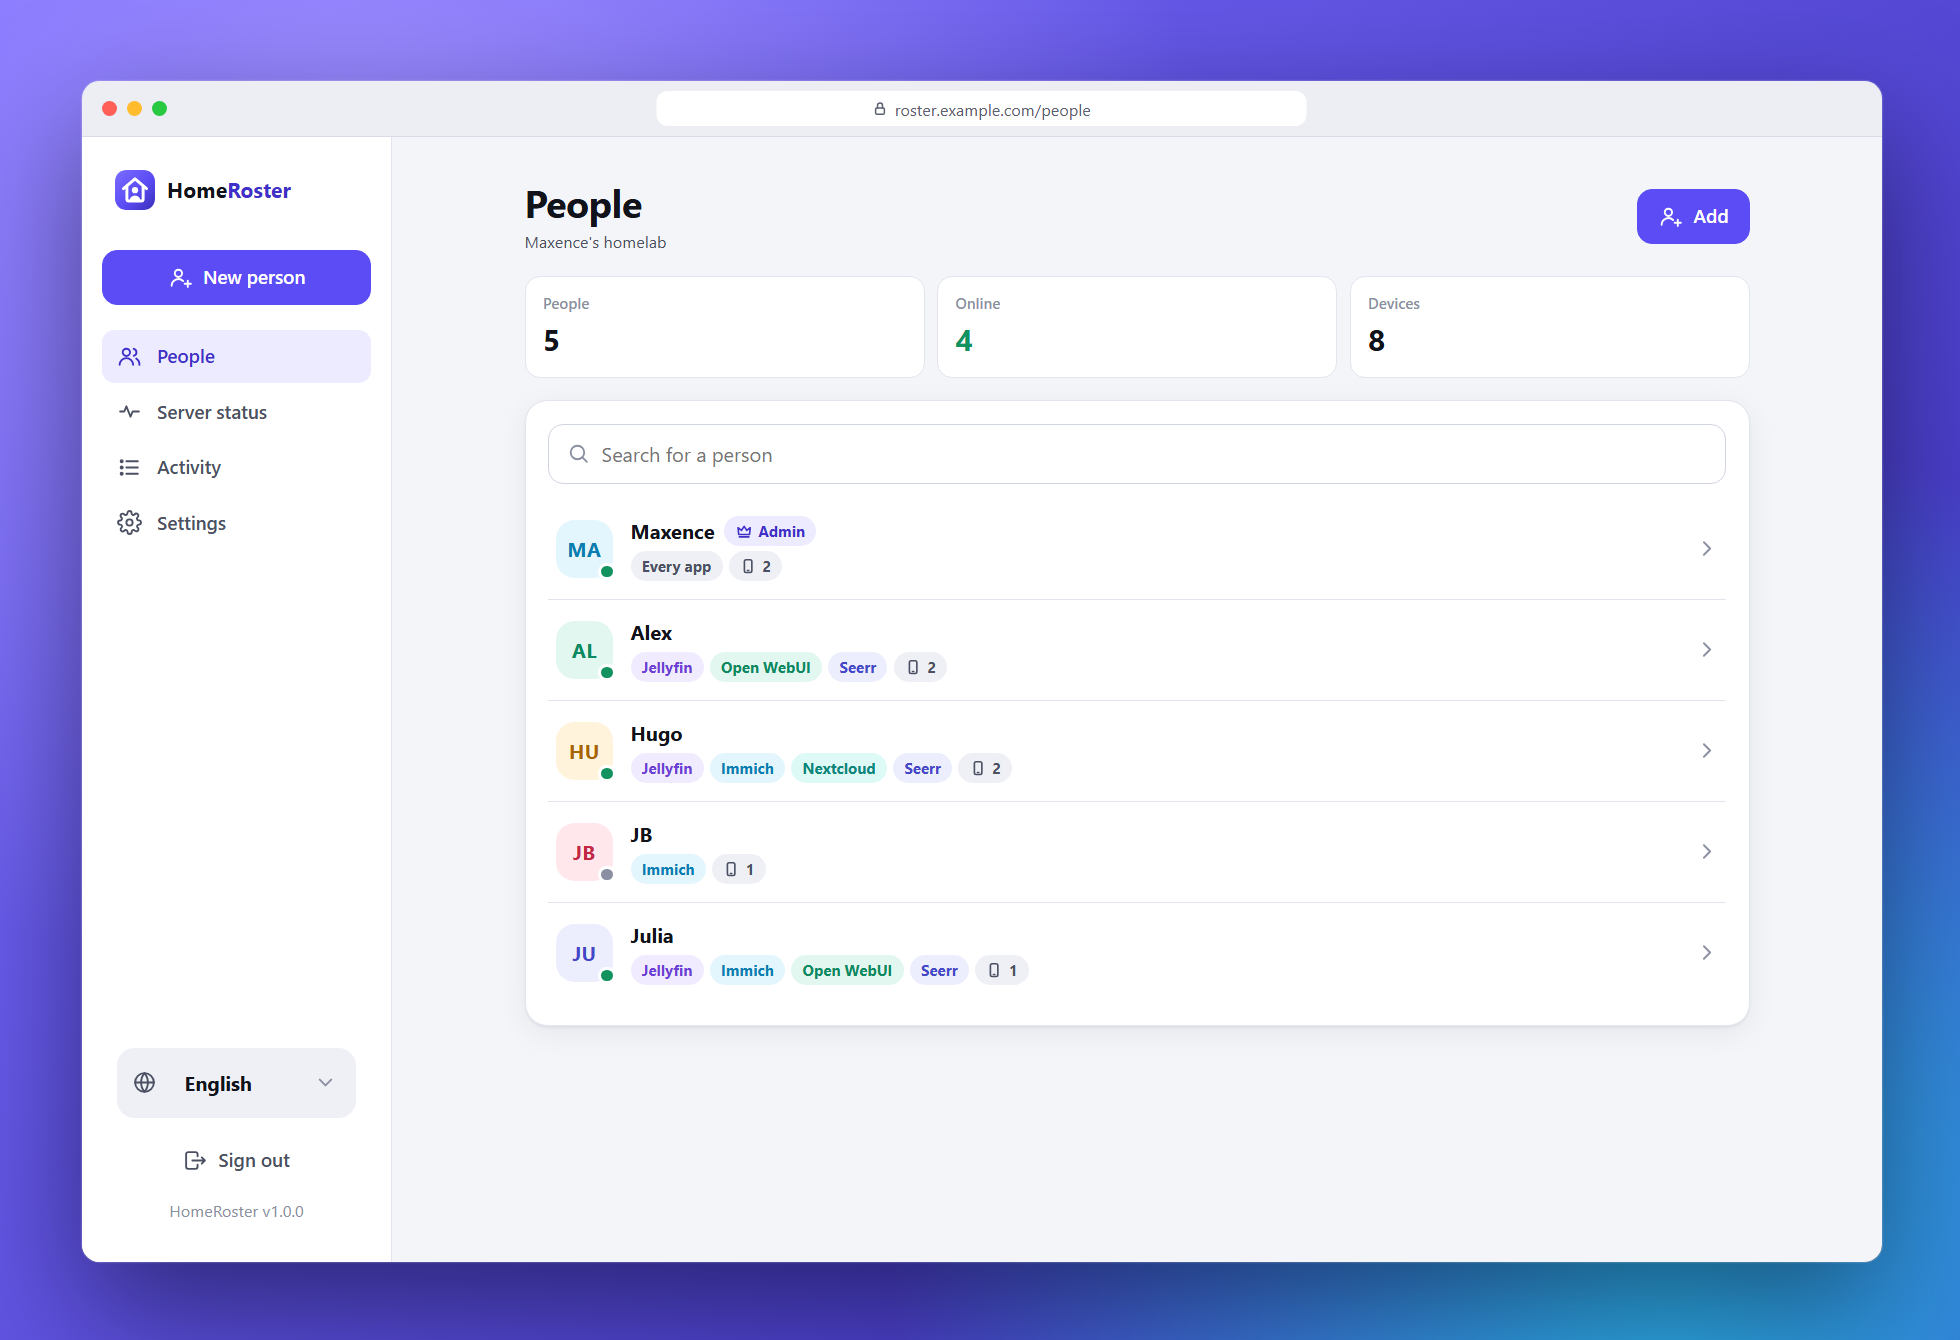 roster.example.com/people
HomeRoster
New person
People
Server status
Activity
Settings
English
Sign out
HomeRoster v1.0.0
People
Maxence's homelab
Add
People
5
Online
4
Devices
8
Search for a person
MA
Maxence Admin
Every app 2
AL
Alex
Jellyfin Open WebUI Seerr 2
HU
Hugo
Jellyfin Immich Nextcloud Seerr 2
JB
JB
Immich 1
JU
Julia
Jellyfin Immich Open WebUI Seerr 1